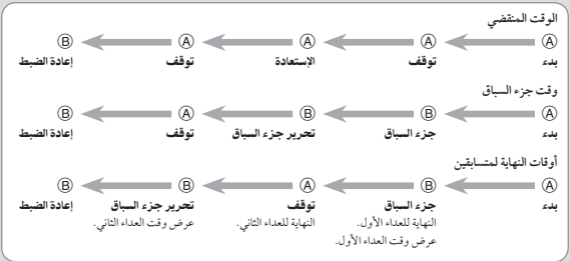 الوقت المنقضي
Ⓐ Ⓐ Ⓐ Ⓐ Ⓑ
بدء توقف الإستعادة توقف إعادة الضبط
وقت جزء السباق
Ⓐ Ⓑ Ⓑ Ⓐ Ⓑ
بدء جزء السباق تحرير جزء السباق توقف إعادة الضبط
أوقات النهاية لمتسابقين
Ⓐ Ⓑ Ⓐ Ⓑ Ⓑ
بدء جزء السباق توقف تحرير جزء السباق إعادة الضبط
النهاية للعداء الأول. النهاية للعداء الثاني. عرض وقت العداء الثاني.
عرض وقت العداء الأول.